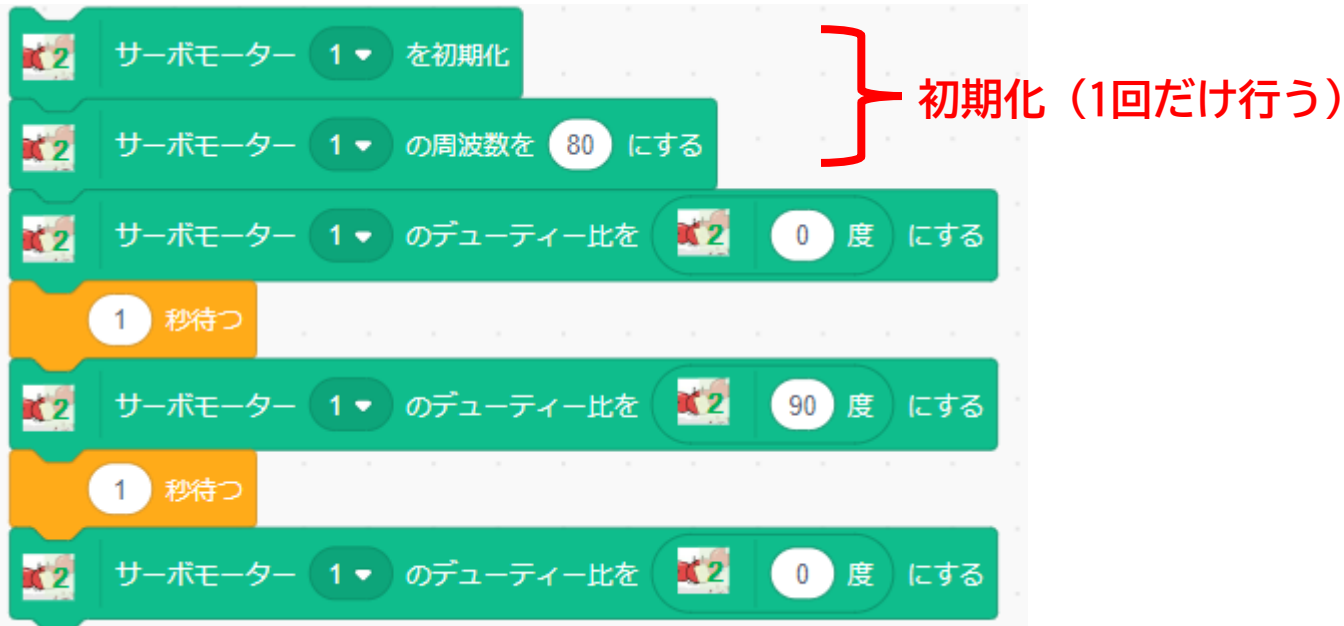 2 サーボモーター 1 を初期化
初期化（1回だけ行う）
2 サーボモーター 1 の周波数を 80 にする
2 サーボモーター 1 のデューティー比を 2 0 度 にする
1 秒待つ
2 サーボモーター 1 のデューティー比を 2 90 度 にする
1 秒待つ
2 サーボモーター 1 のデューティー比を 2 0 度 にする